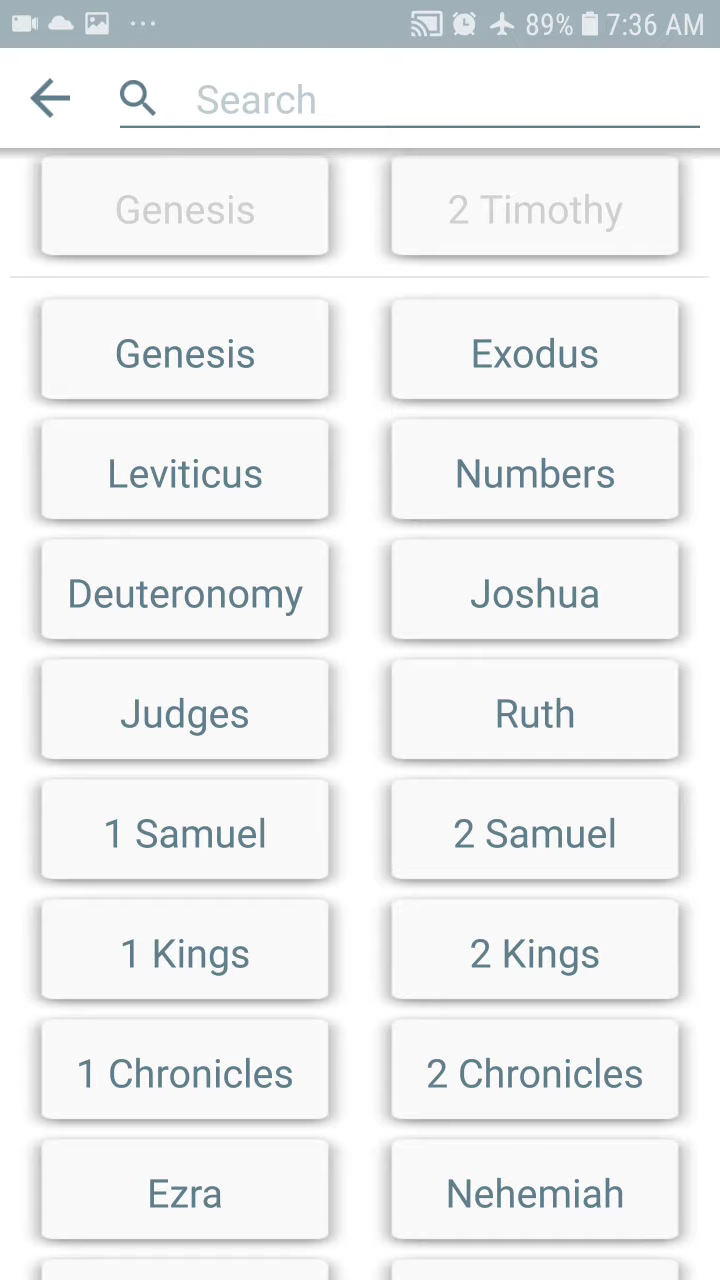 89% 7:36 AM
Search
Genesis 2 Timothy
Genesis Exodus
Leviticus Numbers
Deuteronomy Joshua
Judges Ruth
1 Samuel 2 Samuel
1 Kings 2 Kings
1 Chronicles 2 Chronicles
Ezra Nehemiah